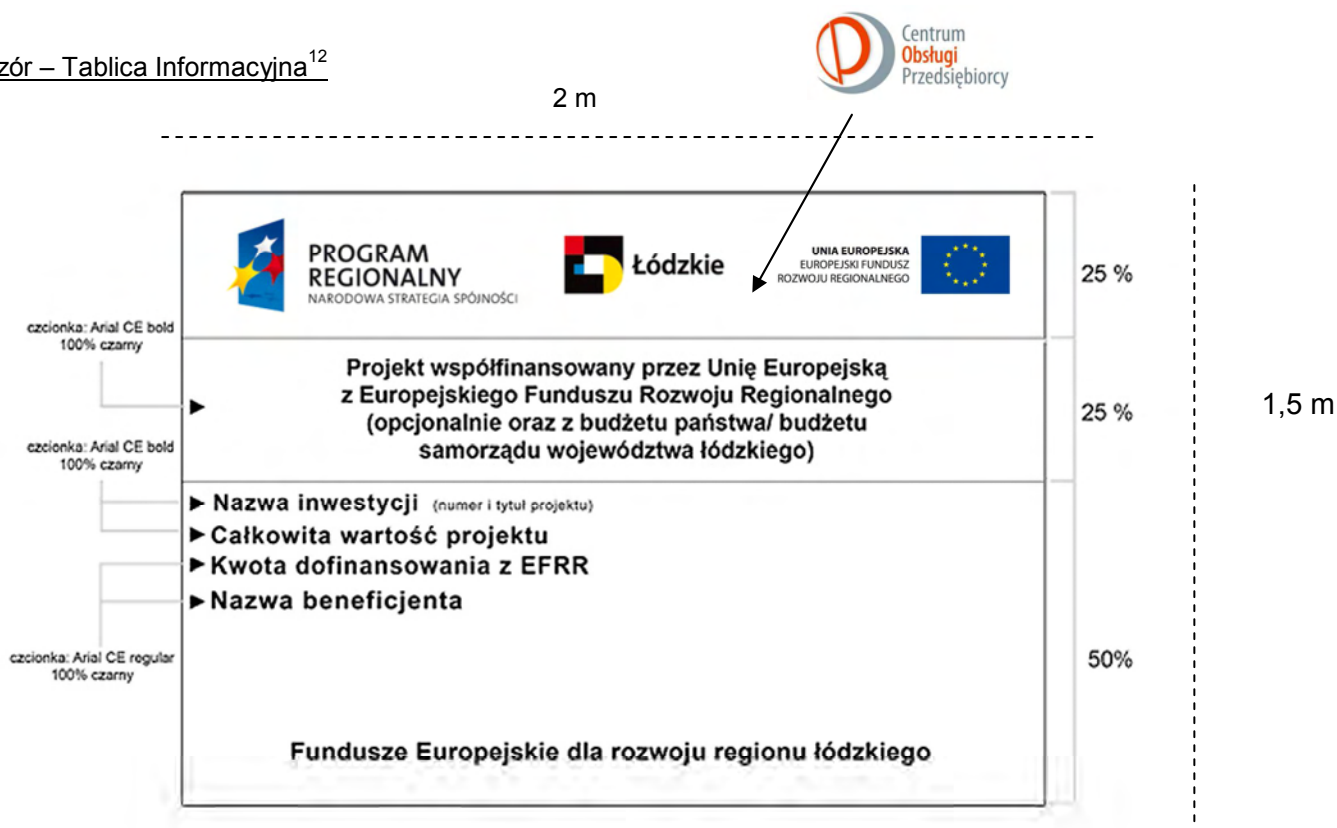 zór – Tablica Informacyjna12
Centrum
Obsługi
Przedsiębiorcy
2 m
PROGRAM
REGIONALNY
NARODOWA STRATEGIA SPÓJNOŚCI
Łódzkie
UNIA EUROPEJSKA
EUROPEJSKI FUNDUSZ
ROZWOJU REGIONALNEGO
25 %
czcionka: Arial CE bold
100% czarny
Projekt współfinansowany przez Unię Europejską
z Europejskiego Funduszu Rozwoju Regionalnego
(opcjonalnie oraz z budżetu państwa/ budżetu
samorządu województwa łódzkiego)
25 %
1,5 m
czcionka: Arial CE bold
100% czarny
Nazwa inwestycji (numer i tytuł projektu)
Całkowita wartość projektu
Kwota dofinansowania z EFRR
Nazwa beneficjenta
czcionka: Arial CE regular
100% czarny
50%
Fundusze Europejskie dla rozwoju regionu łódzkiego